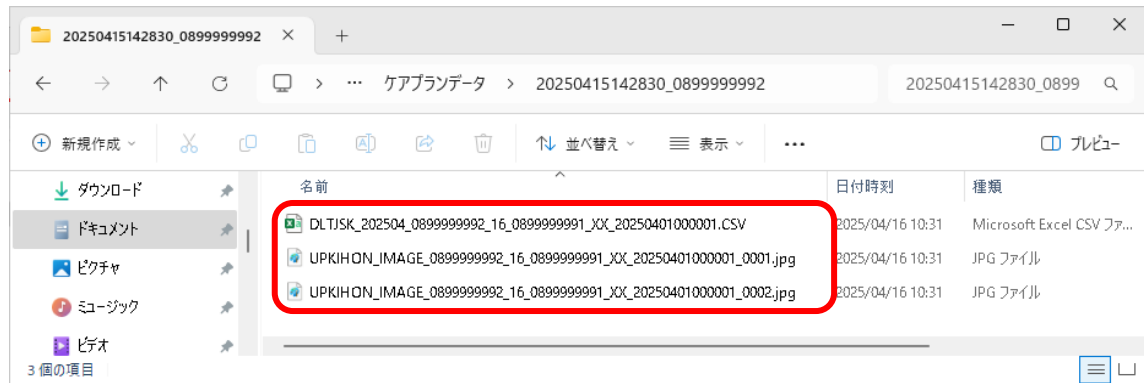 20250415142830_0899999992
ケアプランデータ > 20250415142830_0899999992
20250415142830_0899
新規作成
並べ替え
表示
プレビュー
名前 日付時刻 種類
ダウンロード
ドキュメント
ピクチャ
ミュージック
ビデオ
DLTJSK_202504_0899999992_16_0899999991_XX_20250401000001.CSV 2025/04/16 10:31 Microsoft Excel CSV ファ...
UPKIHON_IMAGE_0899999992_16_0899999991_XX_20250401000001_0001.jpg 2025/04/16 10:31 JPG ファイル
UPKIHON_IMAGE_0899999992_16_0899999991_XX_20250401000001_0002.jpg 2025/04/16 10:31 JPG ファイル
3 個の項目